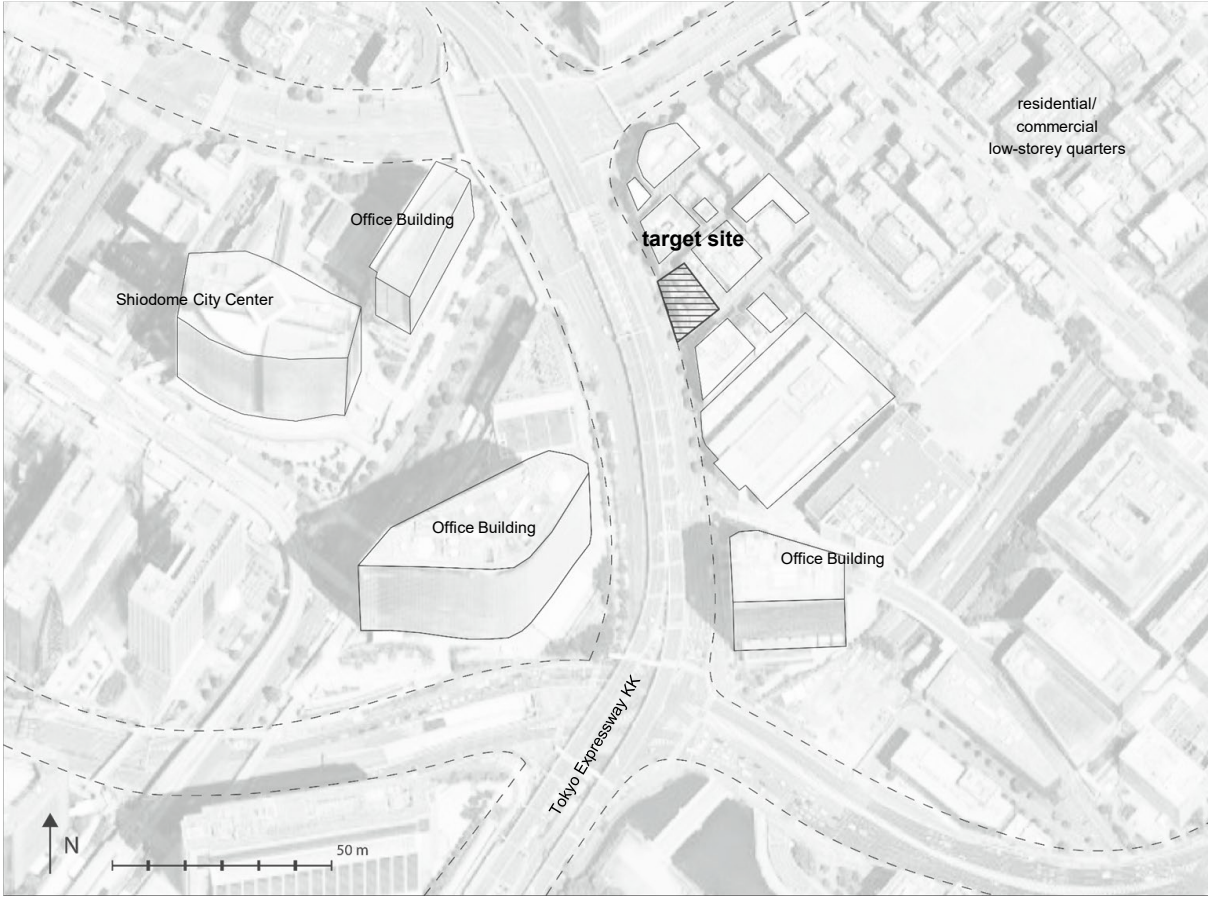 residential/
commercial
low-storey quarters
Office Building
target site
Shiodome City Center
Office Building
Office Building
Tokyo Expressway KK
N
50 m